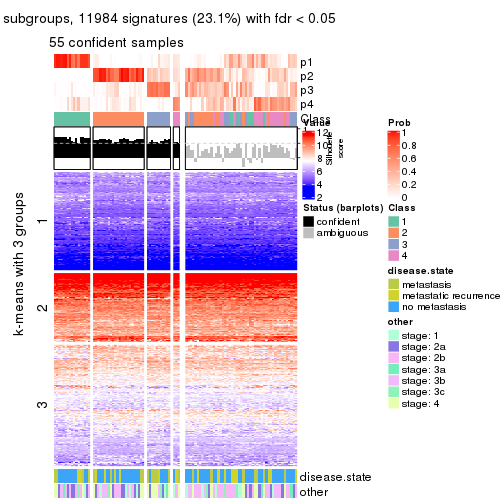 subgroups, 11984 signatures (23.1%) with fdr < 0.05
55 confident samples
p1
p2
p3
p4
Class
1
Silhouette
score
k-means with 3 groups
1
2
3
disease.state
other
Value
12
10
8
6
4
2
Status (barplots)
confident
ambiguous
Prob
1
0.8
0.6
0.4
0.2
0
Class
1
2
3
4
disease.state
metastasis
metastatic recurrence
no metastasis
other
stage: 1
stage: 2a
stage: 2b
stage: 3a
stage: 3b
stage: 3c
stage: 4